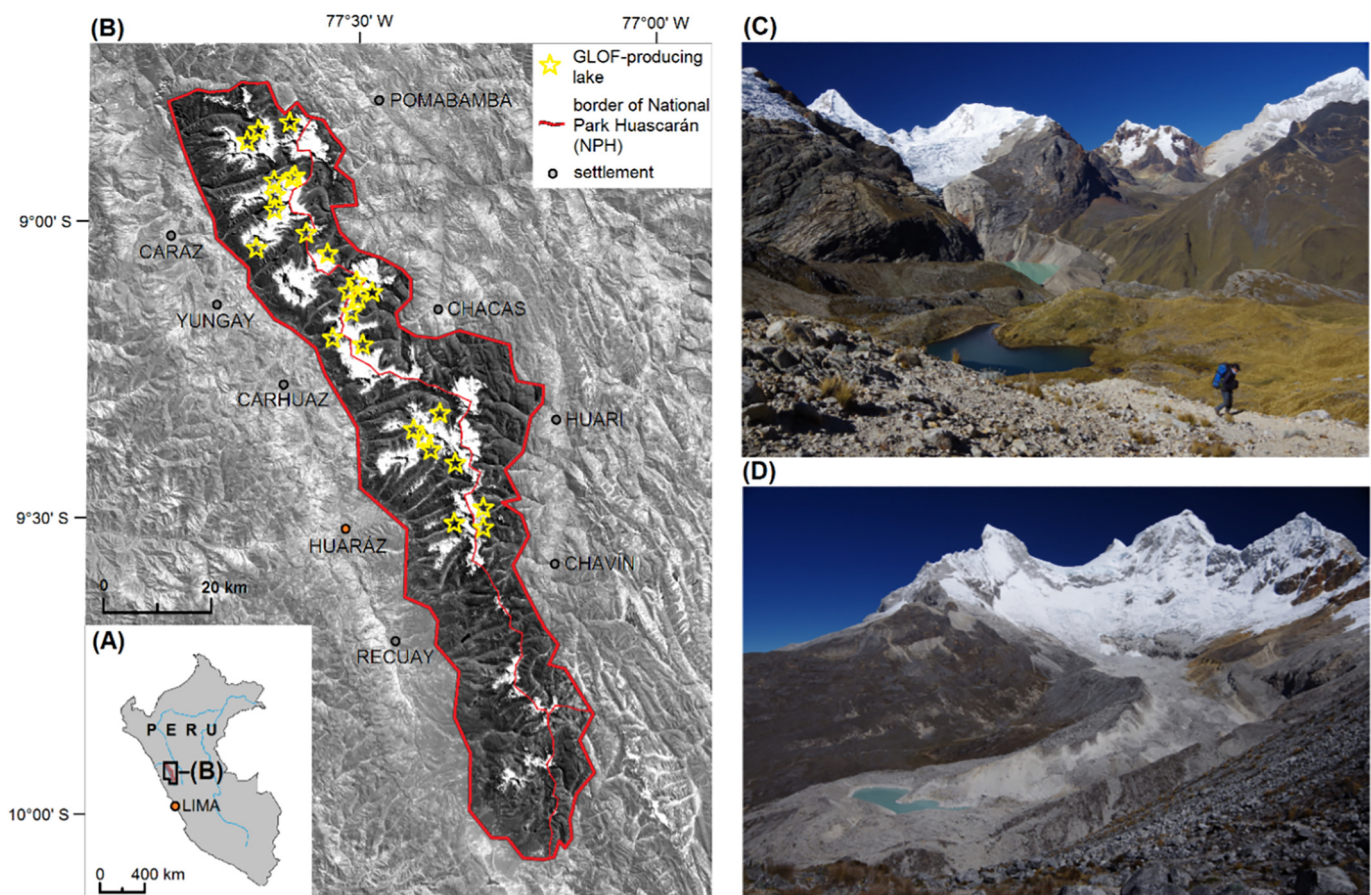 77°30' W
77°00' W
(B)
GLOF-producing
lake
border of National
Park Huascarán
(NPH)
settlement
POMABAMBA
9°00' S
CARAZ
YUNGAY
CHACAS
CARHUAZ
HUARI
9°30' S
HUARÁZ
CHAVÍN
0
20 km
RECUAY
(A)
P E R U
(B)
LIMA
10°00' S
0
400 km
(C)
(D)